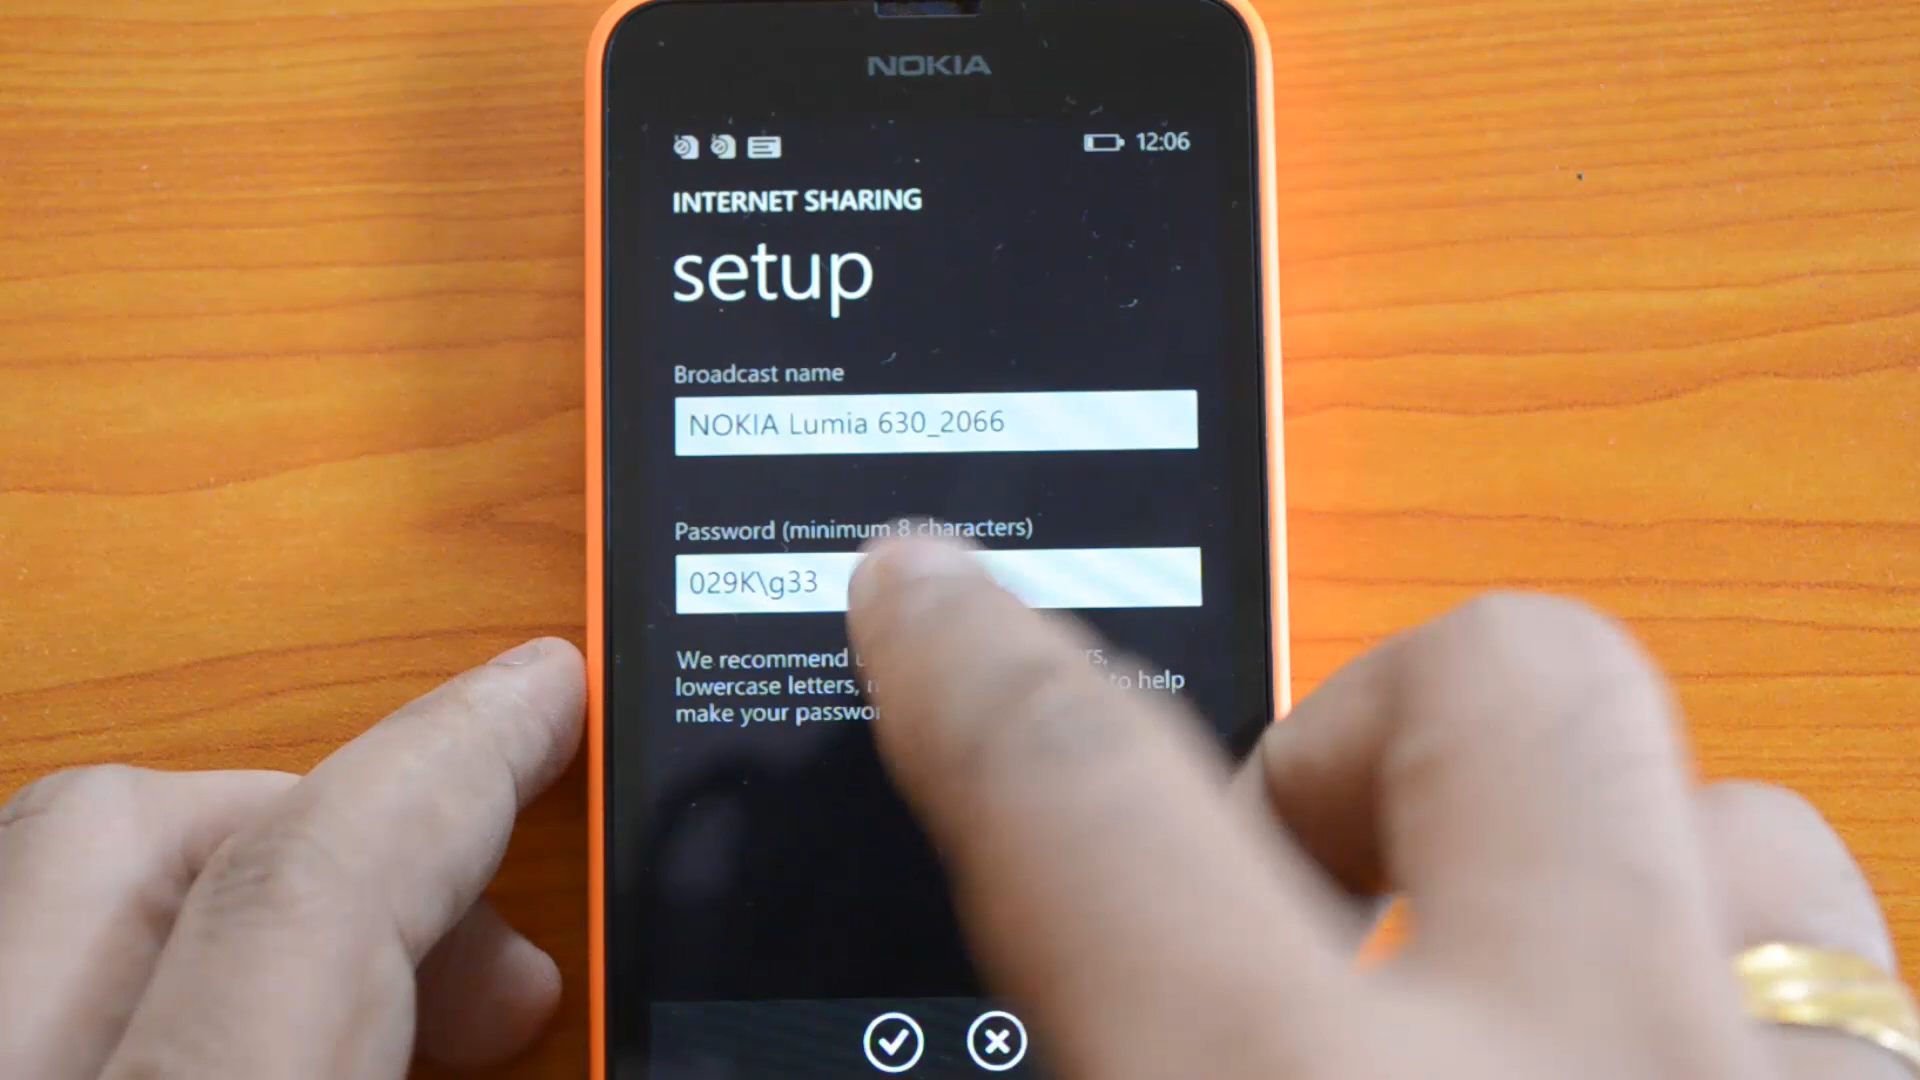 NOKIA
12:06
INTERNET SHARING
setup
Broadcast name
NOKIA Lumia 630_2066
Password (minimum 8 characters)
029K\g33
We recommend
lowercase letters, to help
make your